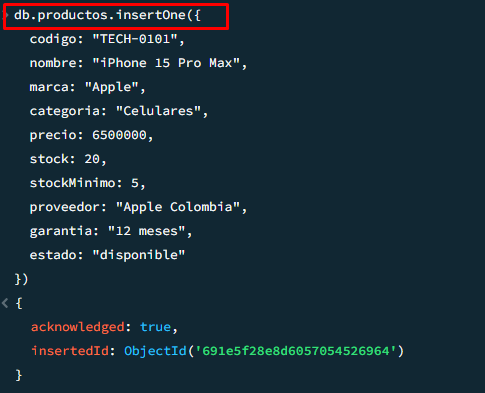 > db.productos.insertOne({
codigo: "TECH-0101",
nombre: "iPhone 15 Pro Max",
marca: "Apple",
categoria: "Celulares",
precio: 6500000,
stock: 20,
stockMinimo: 5,
proveedor: "Apple Colombia",
garantia: "12 meses",
estado: "disponible"
})
< {
acknowledged: true,
insertedId: ObjectId('691e5f28e8d6057054526964')
}